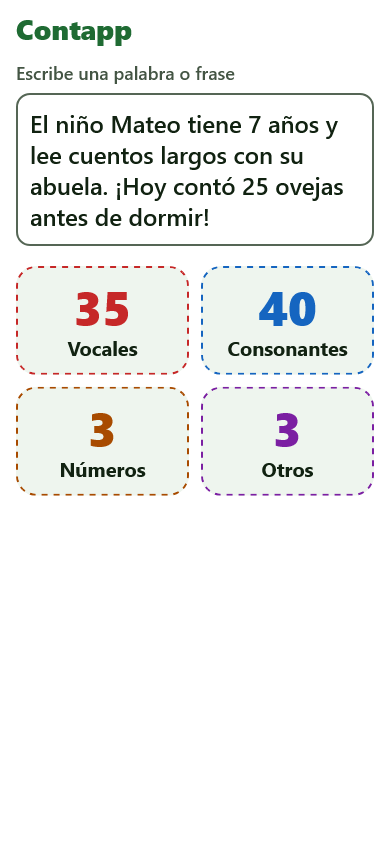 Contapp
Escribe una palabra o frase
El niño Mateo tiene 7 años y
lee cuentos largos con su
abuela. ¡Hoy contó 25 ovejas
antes de dormir!
35
Vocales
40
Consonantes
3
Números
3
Otros